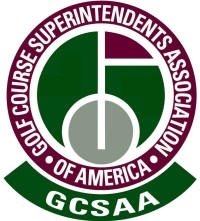 GOLF COURSE SUPERINTENDENTS ASSOCIATION
• OF AMERICA •
GCSAA